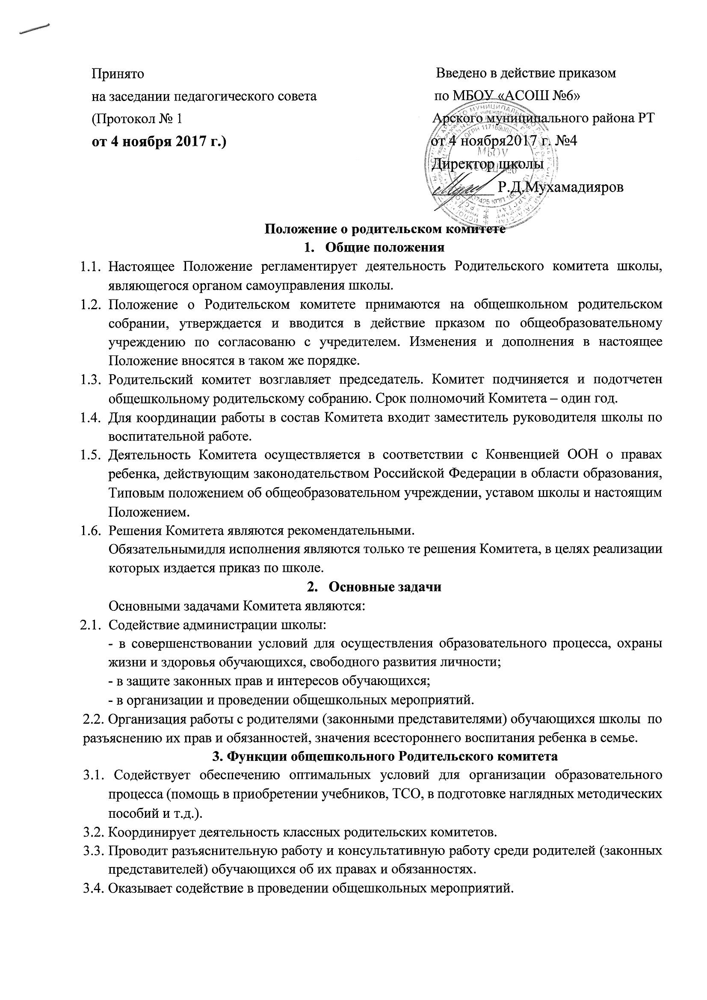 Принято
на заседании педагогического совета
(Протокол № 1
от 4 ноября 2017 г.)
Введено в действие приказом
по МБОУ «АСОШ №6»
Арского муниципального района РТ
от 4 ноября2017 г. №4
Директор школы
Р.Д.Мухамадияров
МБОУ
Положение о родительском комитете
1. Общие положения
1.1. Настоящее Положение регламентирует деятельность Родительского комитета школы,
являющегося органом самоуправления школы.
1.2. Положение о Родительском комитете прнимаются на общешкольном родительском
собрании, утверждается и вводится в действие прказом по общеобразовательному
учреждению по согласованю с учредителем. Изменения и дополнения в настоящее
Положение вносятся в таком же порядке.
1.3. Родительский комитет возглавляет председатель. Комитет подчиняется и подотчетен
общешкольному родительскому собранию. Срок полномочий Комитета – один год.
1.4. Для координации работы в состав Комитета входит заместитель руководителя школы по
воспитательной работе.
1.5. Деятельность Комитета осуществляется в соответствии с Конвенцией ООН о правах
ребенка, действующим законодательством Российской Федерации в области образования,
Типовым положением об общеобразовательном учреждении, уставом школы и настоящим
Положением.
1.6. Решения Комитета являются рекомендательными.
Обязательнымидля исполнения являются только те решения Комитета, в целях реализации
которых издается приказ по школе.
2. Основные задачи
Основными задачами Комитета являются:
2.1. Содействие администрации школы:
- в совершенствовании условий для осуществления образовательного процесса, охраны
жизни и здоровья обучающихся, свободного развития личности;
- в защите законных прав и интересов обучающихся;
- в организации и проведении общешкольных мероприятий.
2.2. Организация работы с родителями (законными представителями) обучающихся школы по
разъяснению их прав и обязанностей, значения всестороннего воспитания ребенка в семье.
3. Функции общешкольного Родительского комитета
3.1. Содействует обеспечению оптимальных условий для организации образовательного
процесса (помощь в приобретении учебников, ТСО, в подготовке наглядных методических
пособий и т.д.).
3.2. Координирует деятельность классных родительских комитетов.
3.3. Проводит разъяснительную работу и консультативную работу среди родителей (законных
представителей) обучающихся об их правах и обязанностях.
3.4. Оказывает содействие в проведении общешкольных мероприятий.